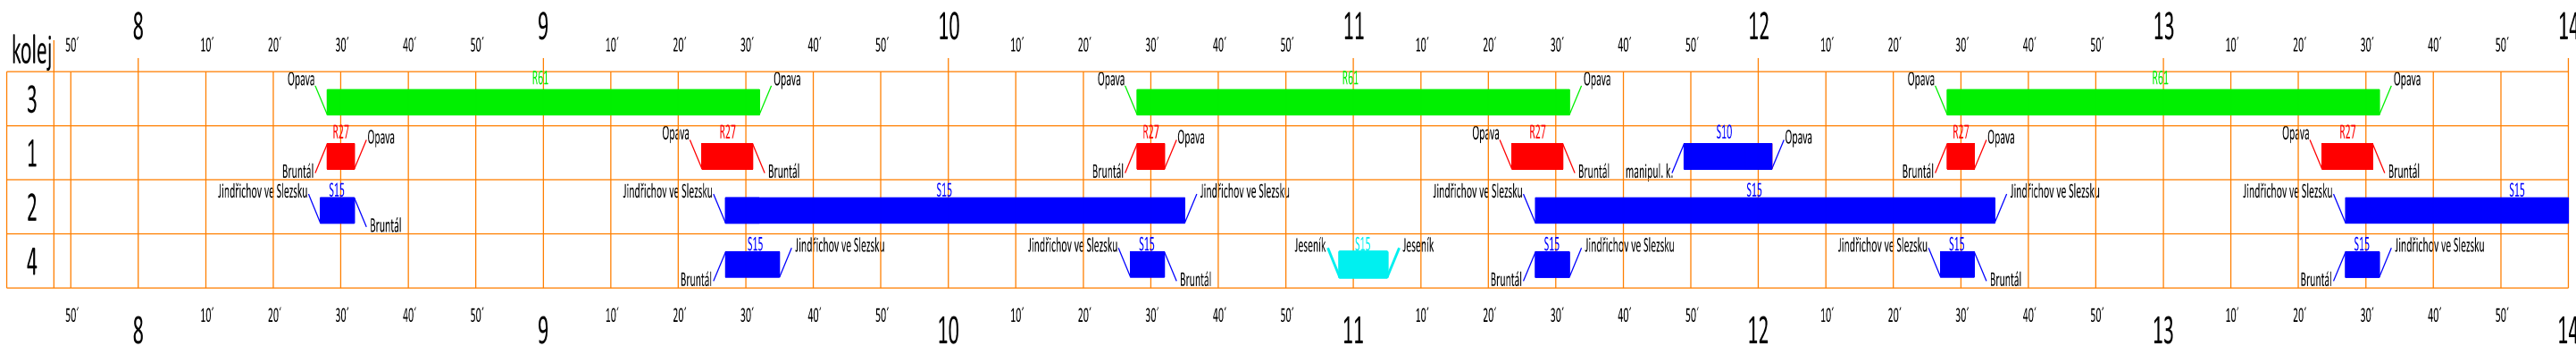 8 9 10 11 12 13 14
kolej 50´ 10´ 20´ 30´ 40´ 50´ 10´ 20´ 30´ 40´ 50´ 10´ 20´ 30´ 40´ 50´ 10´ 20´ 30´ 40´ 50´ 10´ 20´ 30´ 40´ 50´ 10´ 20´ 30´ 40´ 50´
3 Opava R61 Opava Opava R61 Opava Opava R61 Opava
1 Bruntál R27 Opava Opava R27 Bruntál Bruntál R27 Opava Opava R27 Bruntál manipul. k. S10 Opava Bruntál R27 Opava Opava R27 Bruntál
2 Jindřichov ve Slezsku S15 Bruntál Jindřichov ve Slezsku S15 Jindřichov ve Slezsku Jindřichov ve Slezsku S15 Jindřichov ve Slezsku Jindřichov ve Slezsku S15
4 Bruntál S15 Jindřichov ve Slezsku Jindřichov ve Slezsku S15 Bruntál Jeseník S15 Jeseník Bruntál S15 Jindřichov ve Slezsku Jindřichov ve Slezsku S15 Bruntál Bruntál S15 Jindřichov ve Slezsku
50´ 10´ 20´ 30´ 40´ 50´ 10´ 20´ 30´ 40´ 50´ 10´ 20´ 30´ 40´ 50´ 10´ 20´ 30´ 40´ 50´ 10´ 20´ 30´ 40´ 50´ 10´ 20´ 30´ 40´ 50´
8 9 10 11 12 13 14